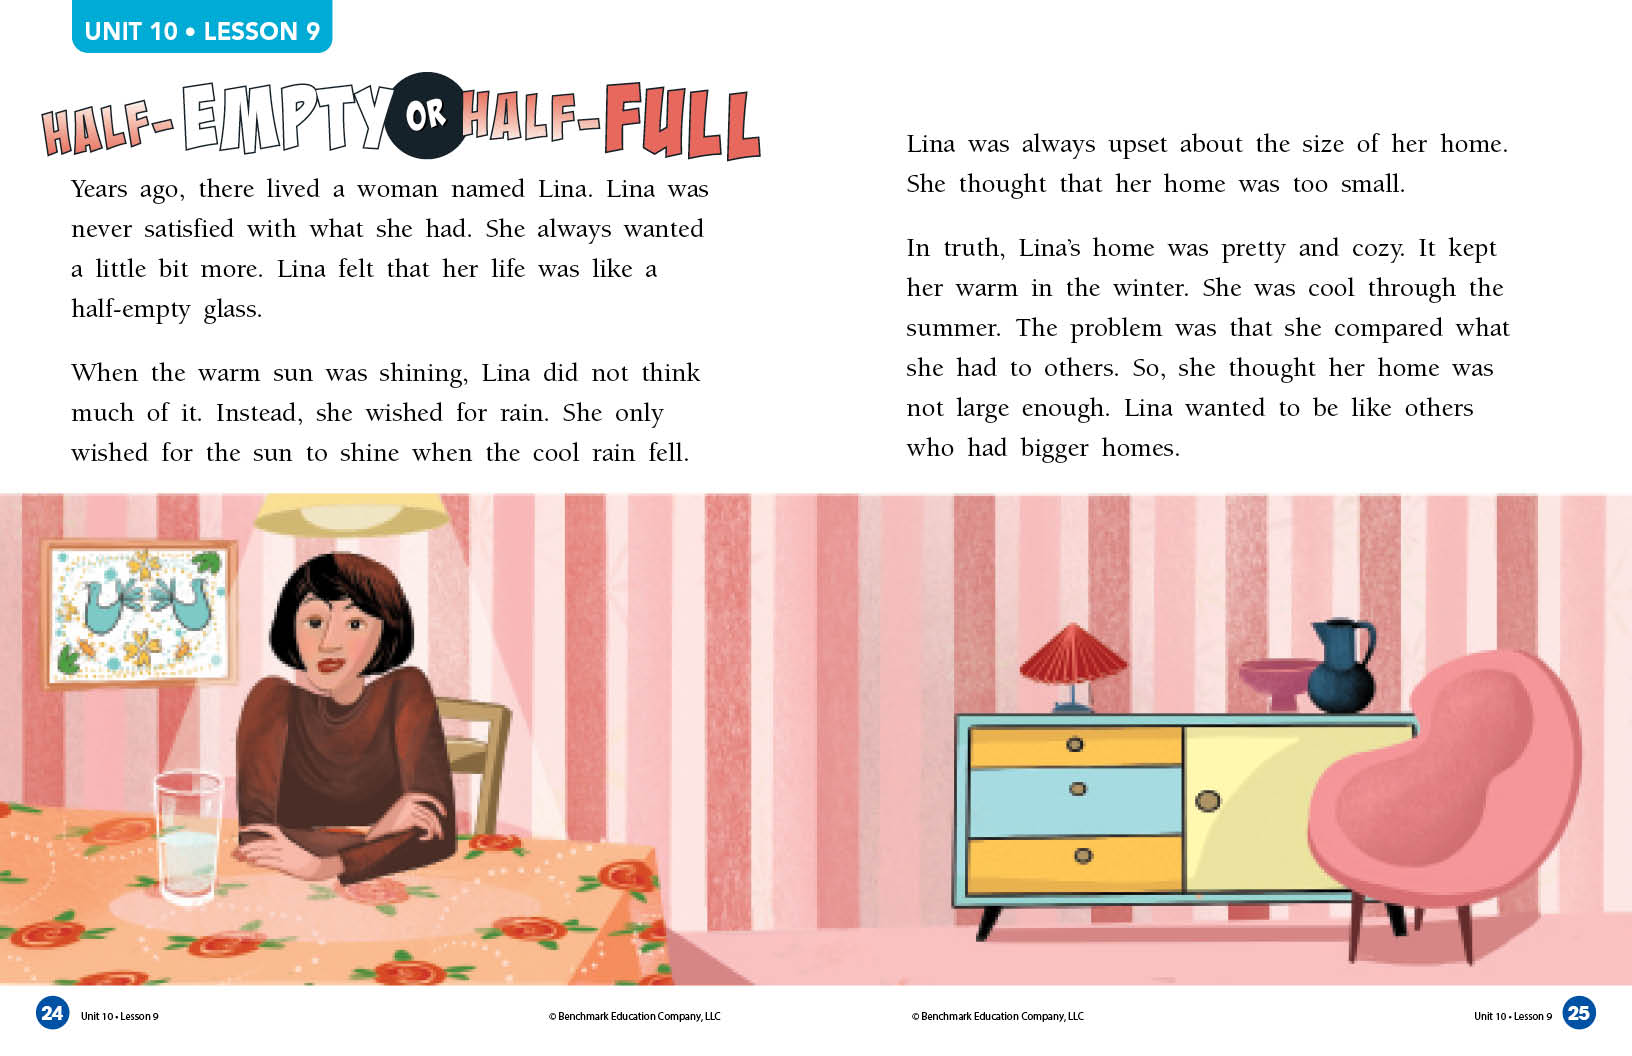 UNIT 10 • LESSON 9
HALF-EMPTY OR HALF-FULL
Years ago, there lived a woman named Lina. Lina was
never satisfied with what she had. She always wanted
a little bit more. Lina felt that her life was like a
half-empty glass.
When the warm sun was shining, Lina did not think
much of it. Instead, she wished for rain. She only
wished for the sun to shine when the cool rain fell.
24 Unit 10 • Lesson 9
© Benchmark Education Company, LLC
Lina was always upset about the size of her home.
She thought that her home was too small.
In truth, Lina’s home was pretty and cozy. It kept
her warm in the winter. She was cool through the
summer. The problem was that she compared what
she had to others. So, she thought her home was
not large enough. Lina wanted to be like others
who had bigger homes.
© Benchmark Education Company, LLC
Unit 10 • Lesson 9 25